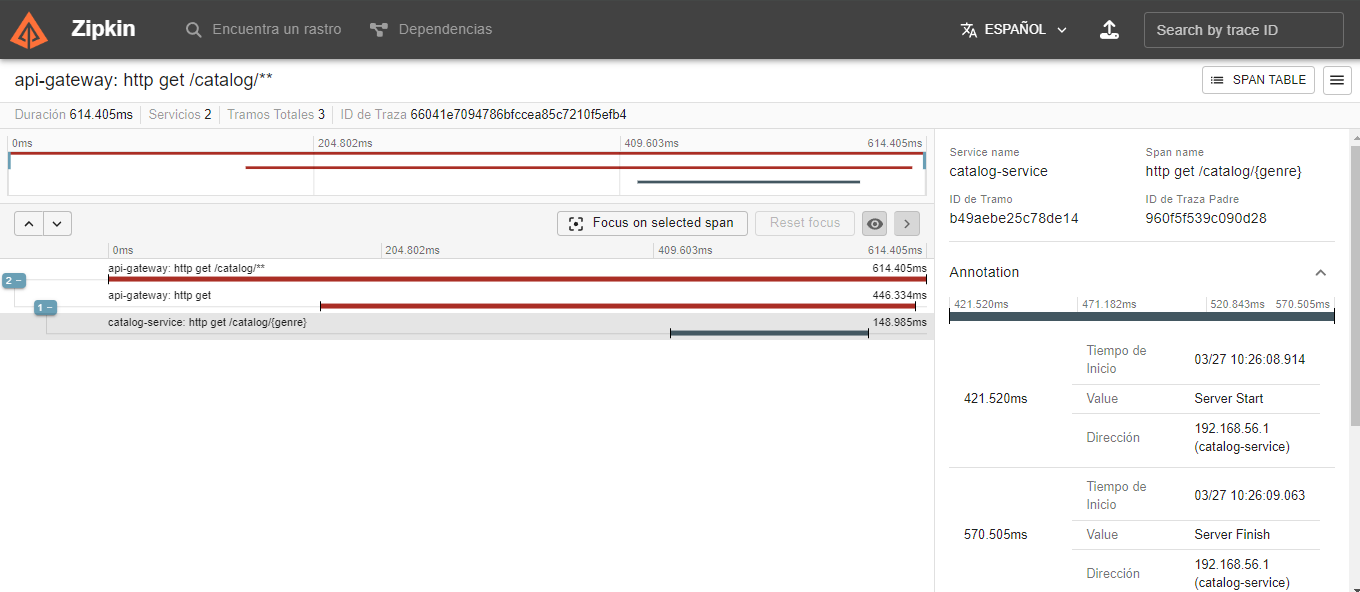 Zipkin
Encuentra un rastro
Dependencias
ESPAÑOL
Search by trace ID
api-gateway: http get /catalog/**
SPAN TABLE
Duración 614.405ms
Servicios 2
Tramos Totales 3
ID de Traza 66041e7094786bfccea85c7210f5efb4
0ms
204.802ms
409.603ms
614.405ms
Focus on selected span
Reset focus
0ms
204.802ms
409.603ms
614.405ms
2 −
api-gateway: http get /catalog/**
614.405ms
1 −
api-gateway: http get
446.334ms
catalog-service: http get /catalog/{genre}
148.985ms
Service name
catalog-service
Span name
http get /catalog/{genre}
ID de Tramo
b49aebe25c78de14
ID de Traza Padre
960f5f539c090d28
Annotation
421.520ms
471.182ms
520.843ms
570.505ms
421.520ms
Tiempo de
Inicio
03/27 10:26:08.914
Value
Server Start
Dirección
192.168.56.1
(catalog-service)
570.505ms
Tiempo de
Inicio
03/27 10:26:09.063
Value
Server Finish
Dirección
192.168.56.1
(catalog-service)